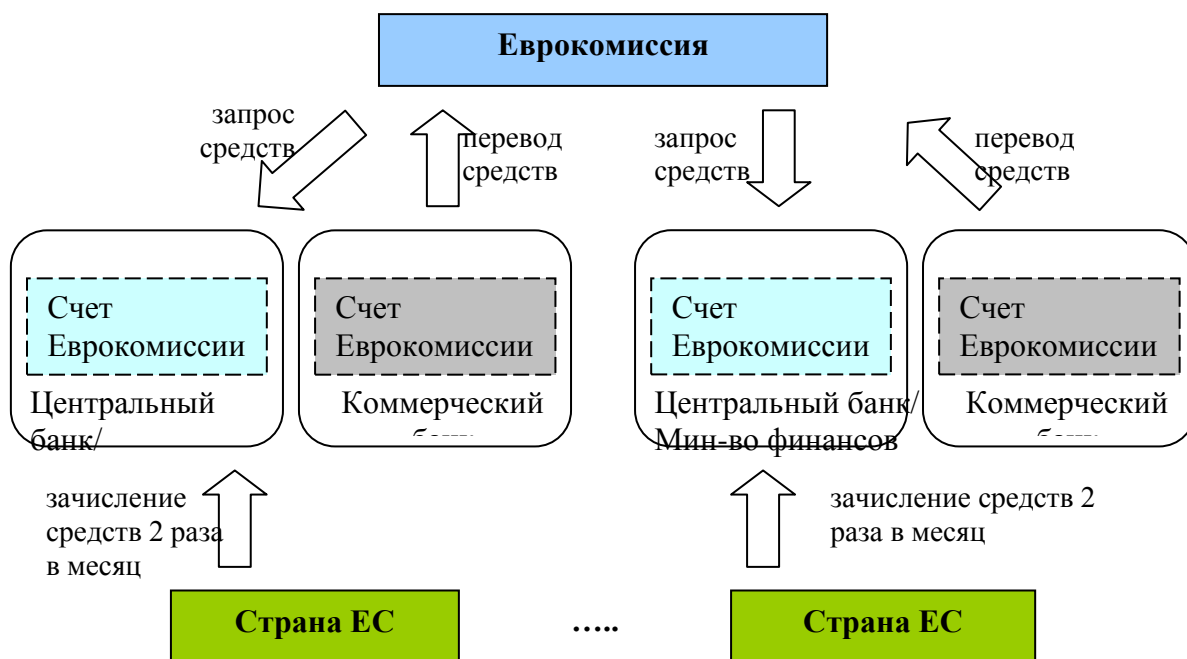 Еврокомиссия
запрос
средств
перевод
средств
запрос
средств
перевод
средств
Счет
Еврокомиссии
Центральный
банк/
Счет
Еврокомиссии
Коммерческий
Счет
Еврокомиссии
Центральный банк/
Мин-во финансов
Счет
Еврокомиссии
Коммерческий
зачисление
средств 2 раза
в месяц
зачисление средств 2
раза в месяц
Страна ЕС
.....
Страна ЕС